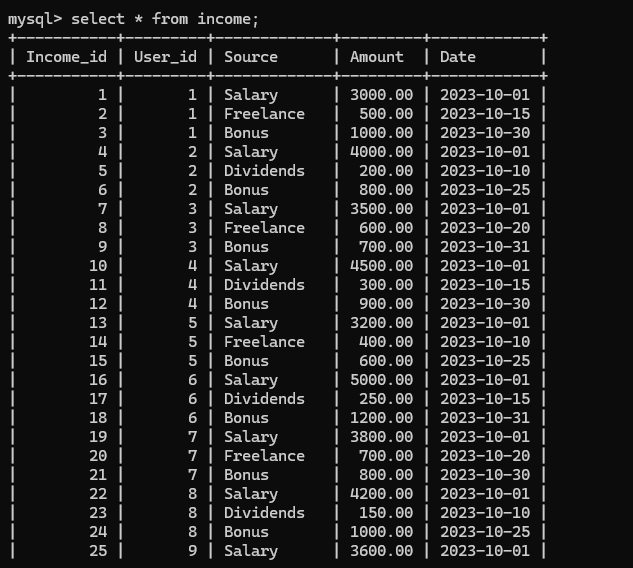 mysql> select * from income;
+-----------+---------+-------------+---------+------------+
| Income_id | User_id | Source      | Amount  | Date       |
+-----------+---------+-------------+---------+------------+
|         1 |       1 | Salary      | 3000.00 | 2023-10-01 |
|         2 |       1 | Freelance   |  500.00 | 2023-10-15 |
|         3 |       1 | Bonus       | 1000.00 | 2023-10-30 |
|         4 |       2 | Salary      | 4000.00 | 2023-10-01 |
|         5 |       2 | Dividends   |  200.00 | 2023-10-10 |
|         6 |       2 | Bonus       |  800.00 | 2023-10-25 |
|         7 |       3 | Salary      | 3500.00 | 2023-10-01 |
|         8 |       3 | Freelance   |  600.00 | 2023-10-20 |
|         9 |       3 | Bonus       |  700.00 | 2023-10-31 |
|        10 |       4 | Salary      | 4500.00 | 2023-10-01 |
|        11 |       4 | Dividends   |  300.00 | 2023-10-15 |
|        12 |       4 | Bonus       |  900.00 | 2023-10-30 |
|        13 |       5 | Salary      | 3200.00 | 2023-10-01 |
|        14 |       5 | Freelance   |  400.00 | 2023-10-10 |
|        15 |       5 | Bonus       |  600.00 | 2023-10-25 |
|        16 |       6 | Salary      | 5000.00 | 2023-10-01 |
|        17 |       6 | Dividends   |  250.00 | 2023-10-15 |
|        18 |       6 | Bonus       | 1200.00 | 2023-10-31 |
|        19 |       7 | Salary      | 3800.00 | 2023-10-01 |
|        20 |       7 | Freelance   |  700.00 | 2023-10-20 |
|        21 |       7 | Bonus       |  800.00 | 2023-10-30 |
|        22 |       8 | Salary      | 4200.00 | 2023-10-01 |
|        23 |       8 | Dividends   |  150.00 | 2023-10-10 |
|        24 |       8 | Bonus       | 1000.00 | 2023-10-25 |
|        25 |       9 | Salary      | 3600.00 | 2023-10-01 |